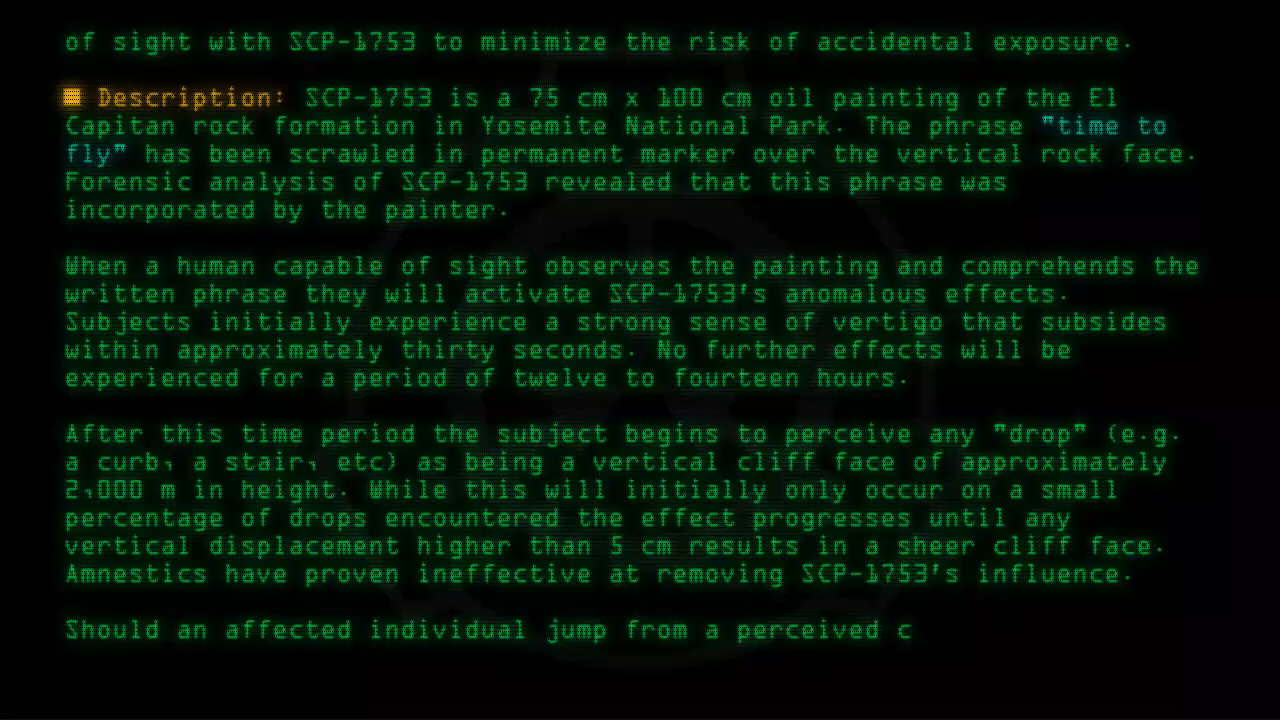 of sight with SCP-1753 to minimize the risk of accidental exposure.
Description: SCP-1753 is a 75 cm x 100 cm oil painting of the El
Capitan rock formation in Yosemite National Park. The phrase "time to
fly" has been scrawled in permanent marker over the vertical rock face.
Forensic analysis of SCP-1753 revealed that this phrase was
incorporated by the painter.
When a human capable of sight observes the painting and comprehends the
written phrase they will activate SCP-1753's anomalous effects.
Subjects initially experience a strong sense of vertigo that subsides
within approximately thirty seconds. No further effects will be
experienced for a period of twelve to fourteen hours.
After this time period the subject begins to perceive any "drop" (e.g.
a curb, a stair, etc) as being a vertical cliff face of approximately
2,000 m in height. While this will initially only occur on a small
percentage of drops encountered the effect progresses until any
vertical displacement higher than 5 cm results in a sheer cliff face.
Amnestics have proven ineffective at removing SCP-1753's influence.
Should an affected individual jump from a perceived c